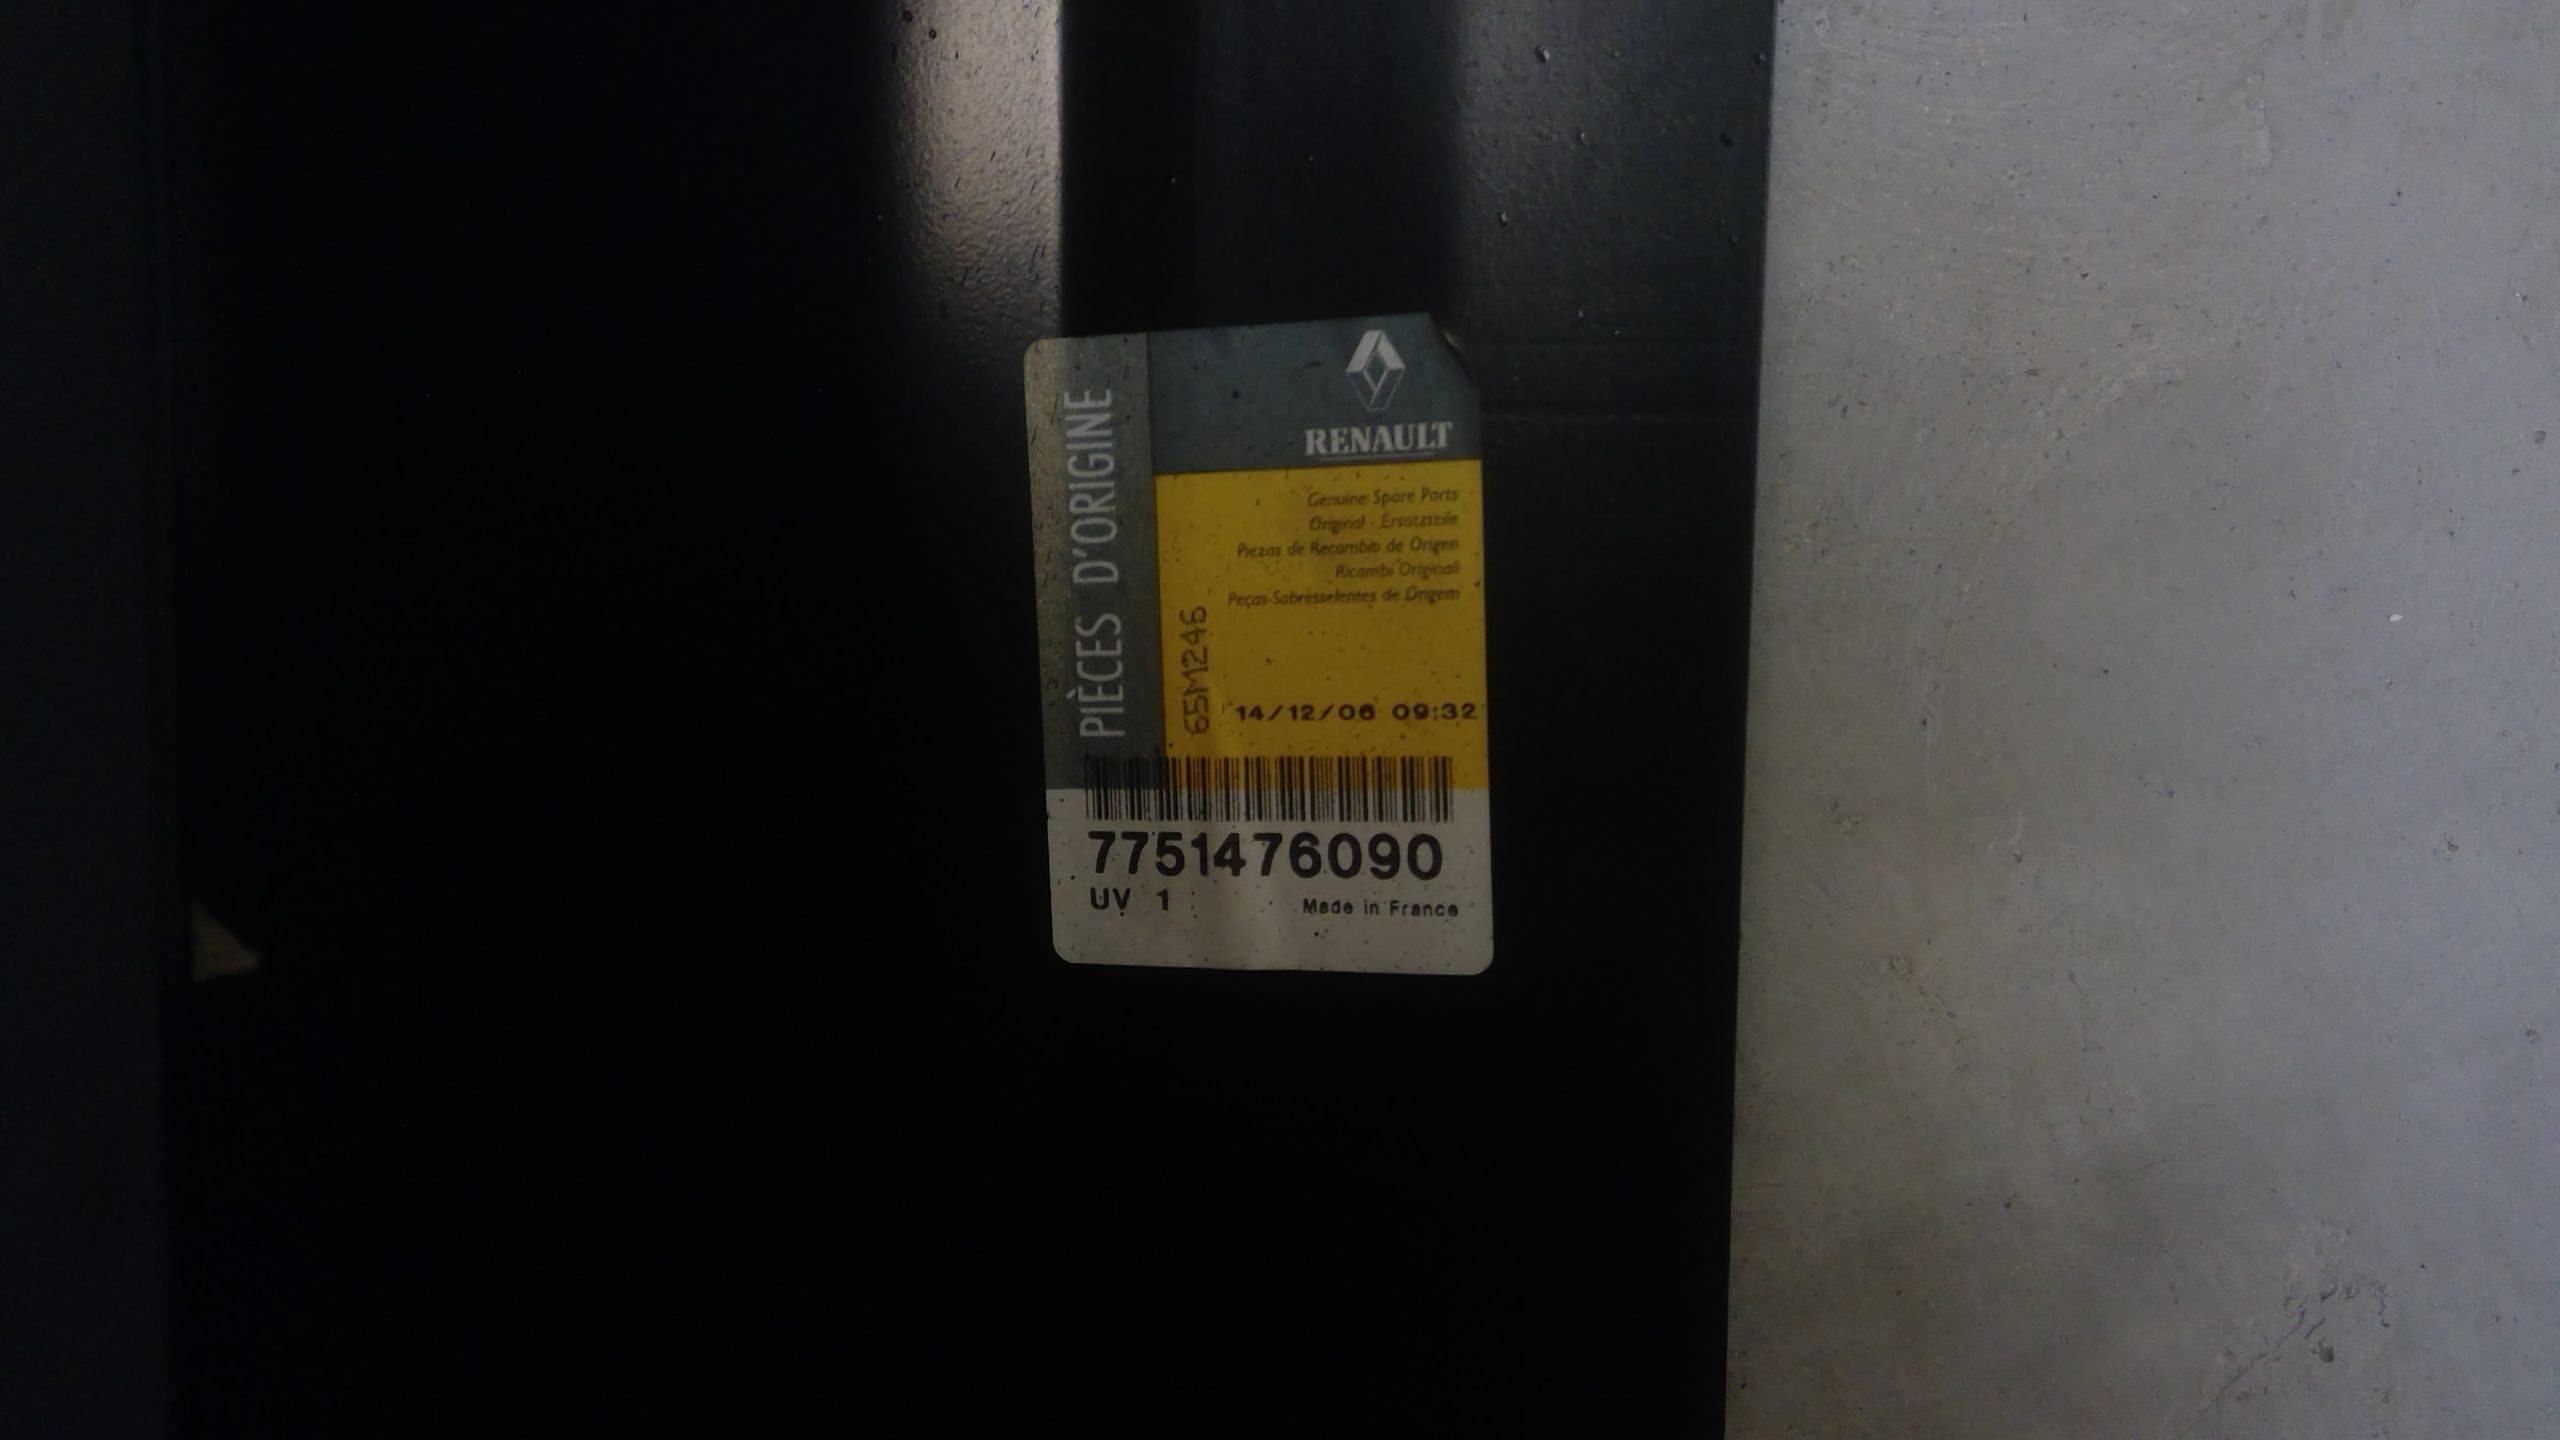 PIÈCES D'ORIGINE
RENAULT
Genuine Spare Parts
Original - Ersatzteile
Piezas de Recambio de Origen
Ricambi Originali
Peças-Sobresselentes de Origem
65M1246
14/12/06 09:32
7751476090
UV 1
Made in France